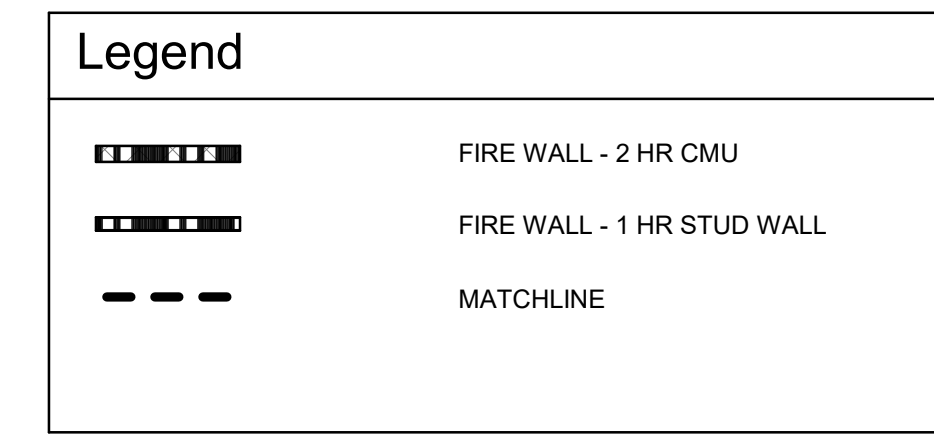 Legend
FIRE WALL - 2 HR CMU
FIRE WALL - 1 HR STUD WALL
MATCHLINE